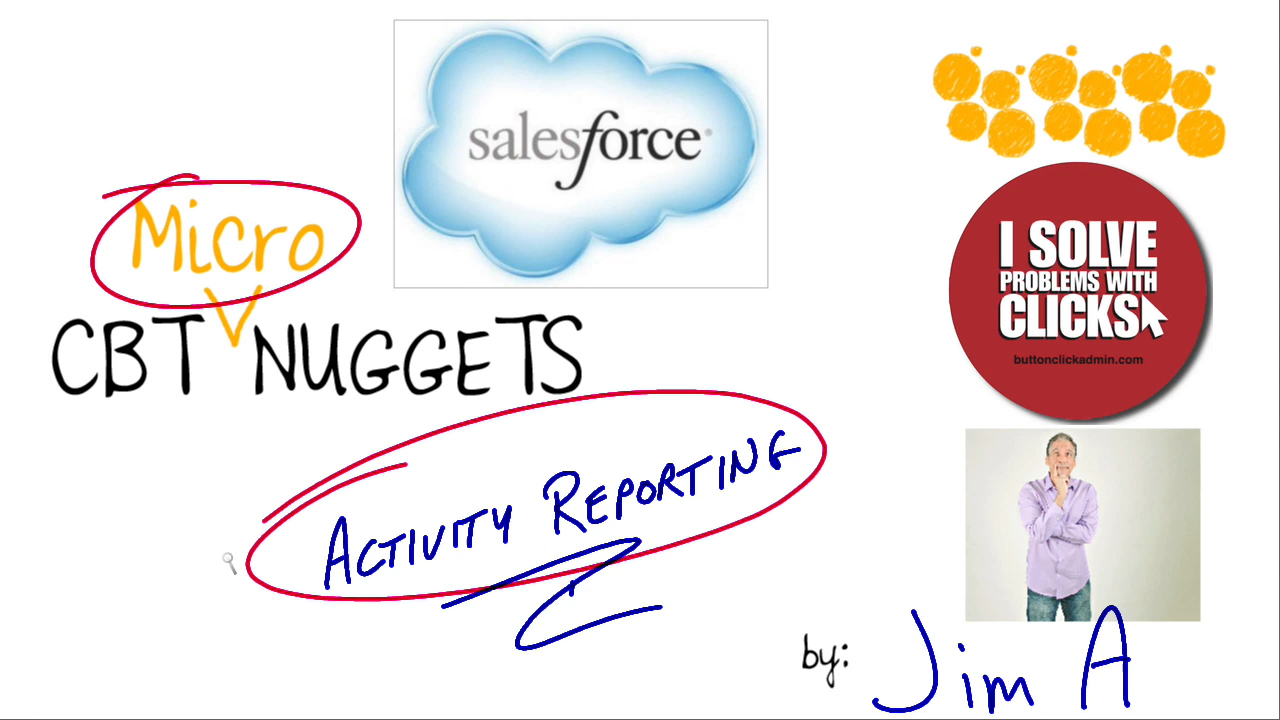 salesforce
Micro
CBT NUGGETS
I SOLVE
PROBLEMS WITH
CLICKS
buttonclickadmin.com
ACTIVITY REPORTING
by: Jim A